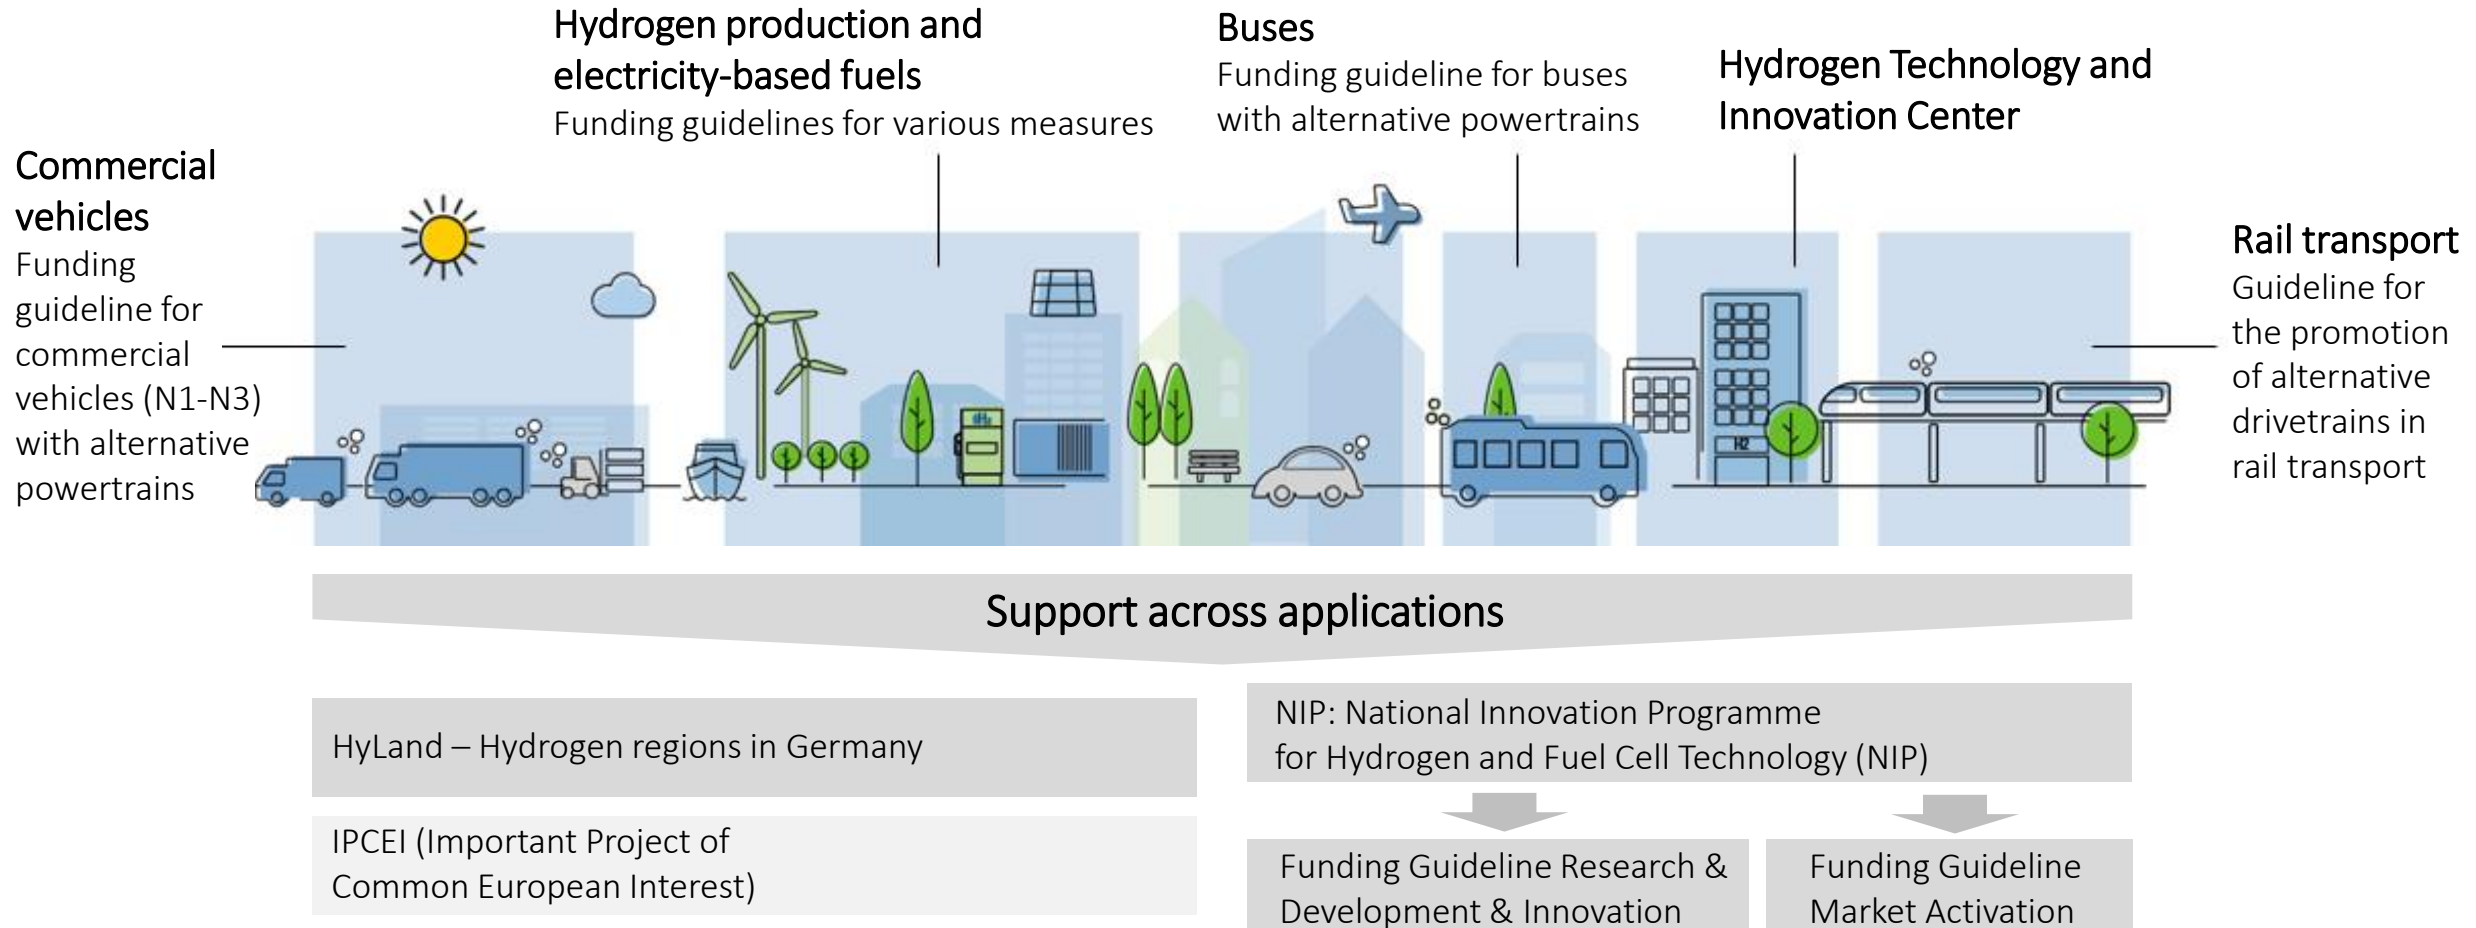 Hydrogen production and
electricity-based fuels
Funding guidelines for various measures
Buses
Funding guideline for buses
with alternative powertrains
Hydrogen Technology and
Innovation Center
Commercial
vehicles
Funding
guideline for
commercial
vehicles (N1-N3)
with alternative
powertrains
Rail transport
Guideline for
the promotion
of alternative
drivetrains in
rail transport
H2
H2
Support across applications
HyLand – Hydrogen regions in Germany
IPCEI (Important Project of
Common European Interest)
NIP: National Innovation Programme
for Hydrogen and Fuel Cell Technology (NIP)
Funding Guideline Research &
Development & Innovation
Funding Guideline
Market Activation